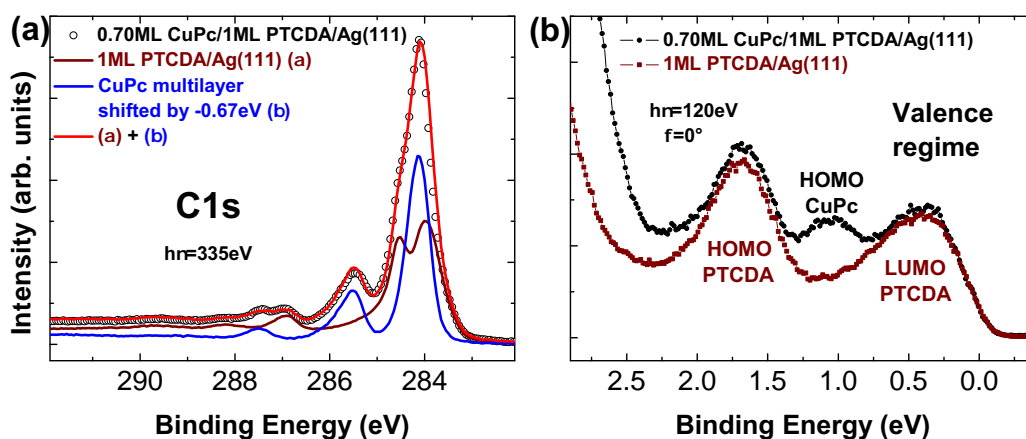 (a)
0.70ML CuPc/1ML PTCDA/Ag(111)
1ML PTCDA/Ag(111) (a)
CuPc multilayer
shifted by -0.67eV (b)
(a) + (b)
C1s
hn=335eV
Intensity (arb. units)
290 288 286 284
Binding Energy (eV)
(b)
0.70ML CuPc/1ML PTCDA/Ag(111)
1ML PTCDA/Ag(111)
hn=120eV
f=0°
Valence
regime
HOMO
CuPc
HOMO
PTCDA
LUMO
PTCDA
2.5 2.0 1.5 1.0 0.5 0.0
Binding Energy (eV)